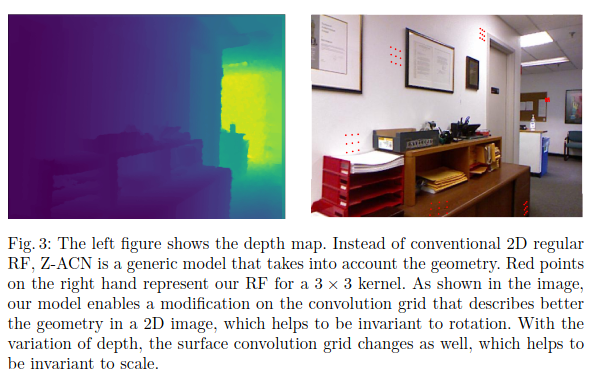 Fig. 3: The left figure shows the depth map. Instead of conventional 2D regular
RF, Z-ACN is a generic model that takes into account the geometry. Red points
on the right hand represent our RF for a 3 × 3 kernel. As shown in the image,
our model enables a modification on the convolution grid that describes better
the geometry in a 2D image, which helps to be invariant to rotation. With the
variation of depth, the surface convolution grid changes as well, which helps to
be invariant to scale.